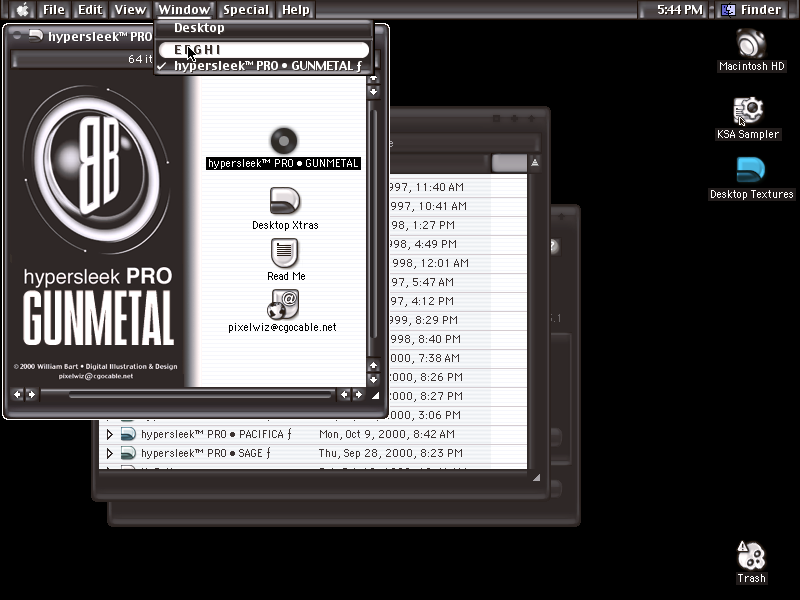 File Edit View Window Special Help
5:44 PM Finder
hypersleek™ PRO
Desktop
E F G H I
✓ hypersleek™ PRO • GUNMETAL ƒ
hypersleek™ PRO • GUNMETAL
Desktop Xtras
Read Me
pixelwiz@cgocable.net
hypersleek PRO
GUNMETAL
© 2000 William Bart • Digital Illustration & Design
pixelwiz@cgocable.net
64 it
e
997, 11:40 AM
997, 10:41 AM
98, 1:27 PM
998, 4:49 PM
998, 12:01 AM
97, 5:47 AM
97, 4:12 PM
999, 8:29 PM
998, 8:40 PM
000, 7:38 AM
000, 8:26 PM
000, 8:27 PM
000, 3:06 PM
hypersleek™ PRO • PACIFICA ƒ Mon, Oct 9, 2000, 8:42 AM
hypersleek™ PRO • SAGE ƒ Thu, Sep 28, 2000, 8:23 PM
Macintosh HD
KSA Sampler
Desktop Textures
Trash